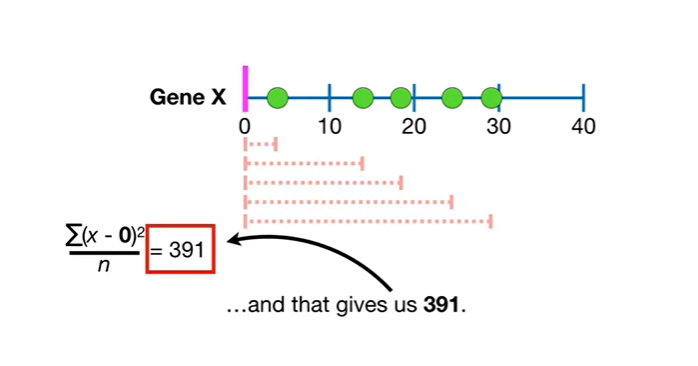 Gene X
0 10 20 30 40
∑(x - 0)²
n
= 391
…and that gives us 391.